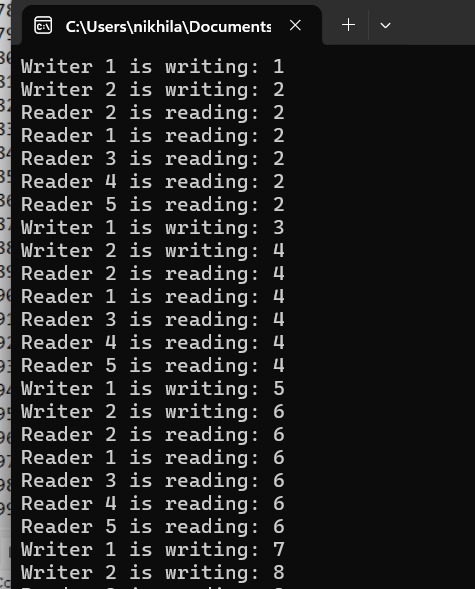 C:\Users\nikhila\Documents
Writer 1 is writing: 1
Writer 2 is writing: 2
Reader 2 is reading: 2
Reader 1 is reading: 2
Reader 3 is reading: 2
Reader 4 is reading: 2
Reader 5 is reading: 2
Writer 1 is writing: 3
Writer 2 is writing: 4
Reader 2 is reading: 4
Reader 1 is reading: 4
Reader 3 is reading: 4
Reader 4 is reading: 4
Reader 5 is reading: 4
Writer 1 is writing: 5
Writer 2 is writing: 6
Reader 2 is reading: 6
Reader 1 is reading: 6
Reader 3 is reading: 6
Reader 4 is reading: 6
Reader 5 is reading: 6
Writer 1 is writing: 7
Writer 2 is writing: 8